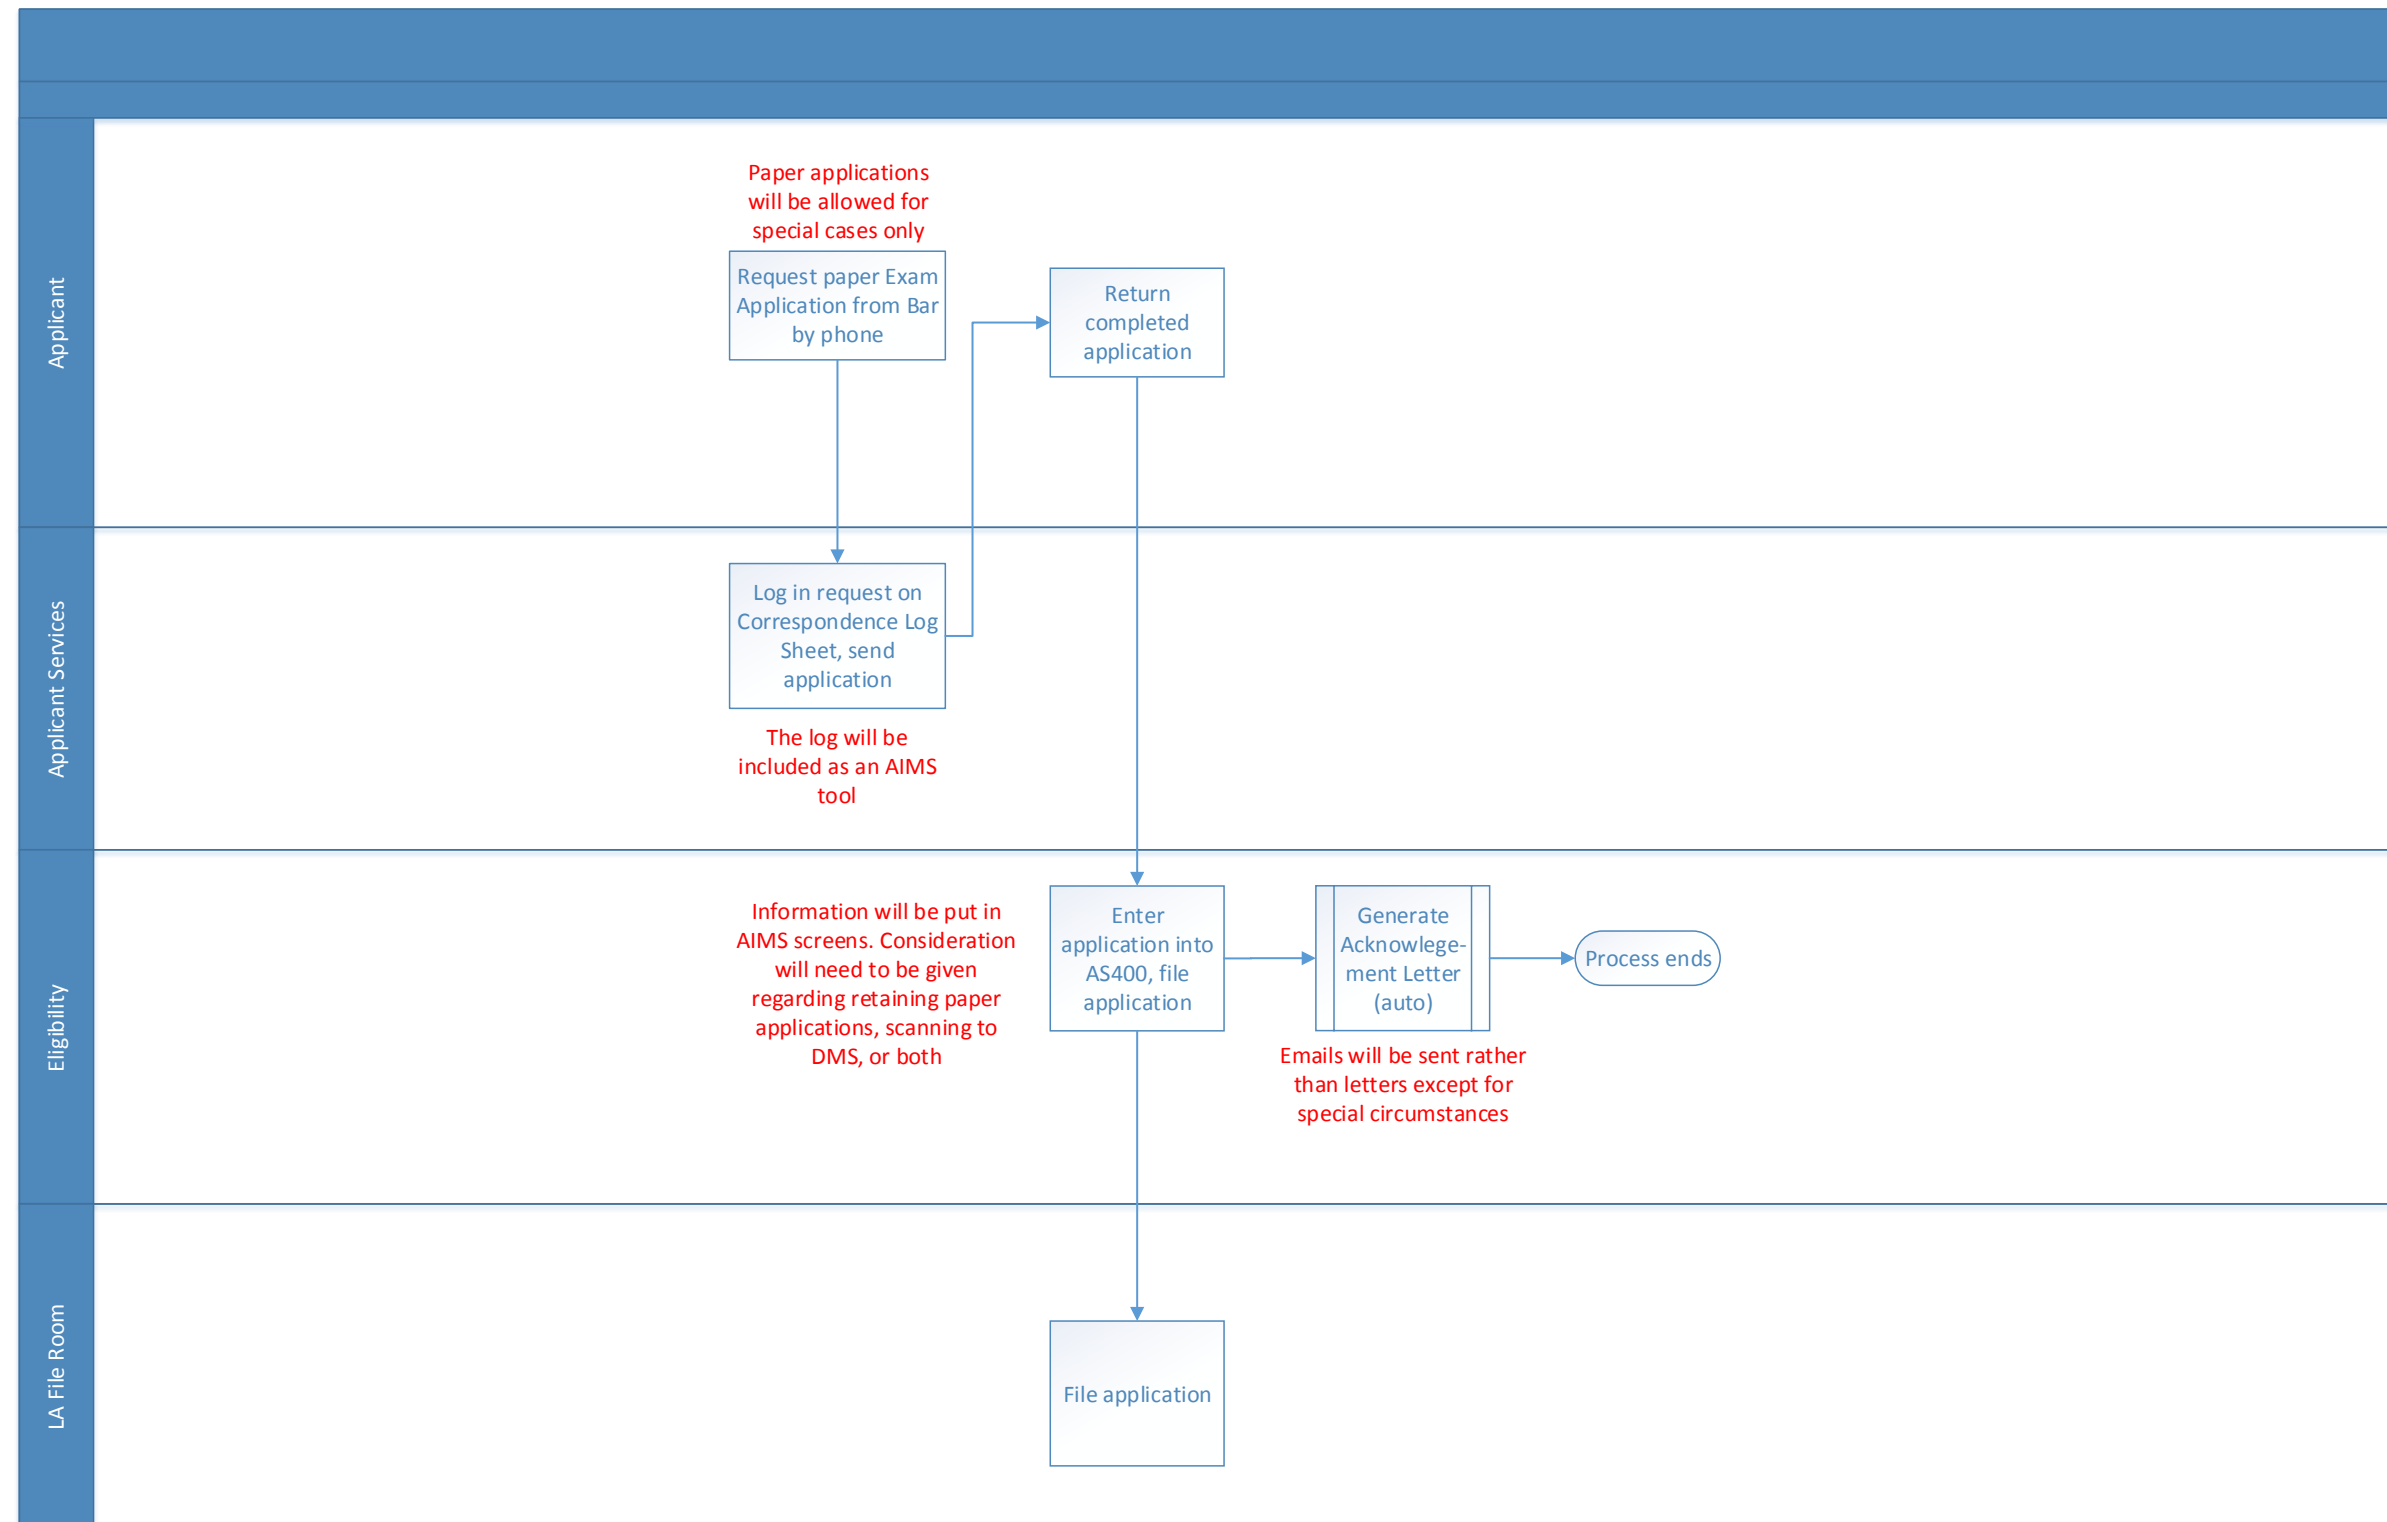 Applicant
Paper applications
will be allowed for
special cases only
Request paper Exam
Application from Bar
by phone
Return
completed
application
Applicant Services
Log in request on
Correspondence Log
Sheet, send
application
The log will be
included as an AIMS
tool
Eligibility
Information will be put in
AIMS screens. Consideration
will need to be given
regarding retaining paper
applications, scanning to
DMS, or both
Enter
application into
AS400, file
application
Generate
Acknowlege-
ment Letter
(auto)
Process ends
Emails will be sent rather
than letters except for
special circumstances
LA File Room
File application